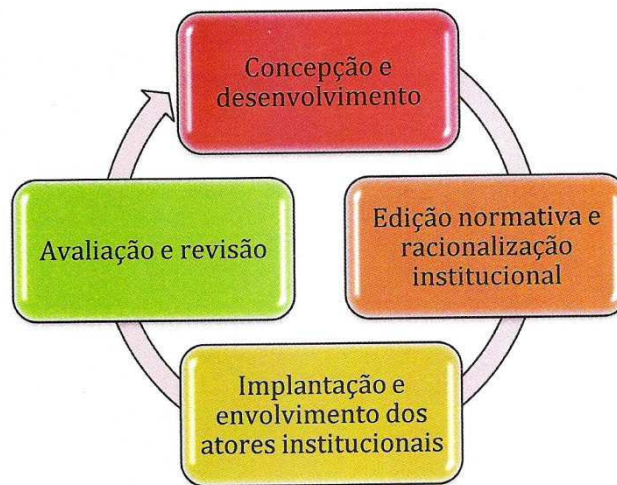 Concepção e
desenvolvimento
Edição normativa e
racionalização
institucional
Implantação e
envolvimento dos
atores institucionais
Avaliação e revisão